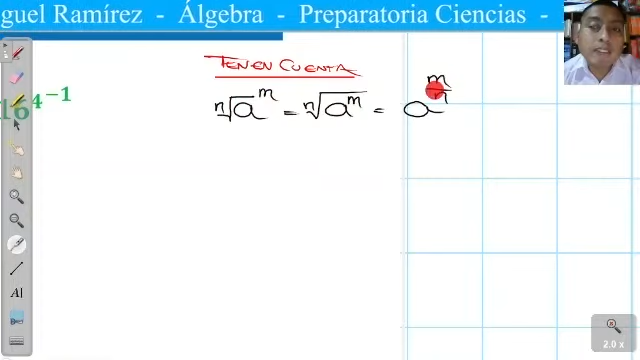 guel Ramírez - Álgebra - Preparatoria Ciencias -
TEN EN CUENTA
16^4^-1
ⁿ√a^m = ⁿ√(a^m) = a^(m/n)
2.0 x